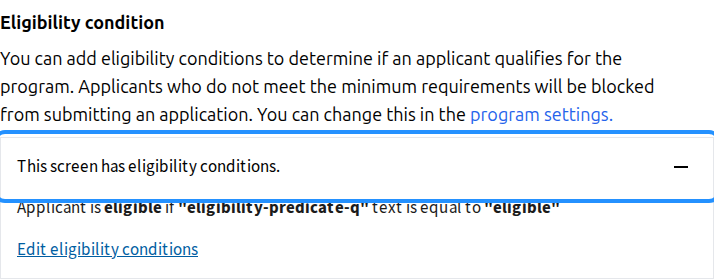 Eligibility condition
You can add eligibility conditions to determine if an applicant qualifies for the
program. Applicants who do not meet the minimum requirements will be blocked
from submitting an application. You can change this in the program settings.
This screen has eligibility conditions.
Applicant is eligible if "eligibility-predicate-q" text is equal to "eligible"
Edit eligibility conditions